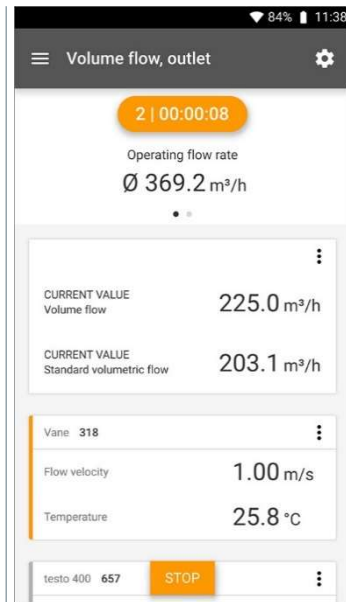 84% 11:38
Volume flow, outlet
2 | 00:00:08
Operating flow rate
Ø 369.2 m³/h
CURRENT VALUE
Volume flow
225.0 m³/h
CURRENT VALUE
Standard volumetric flow
203.1 m³/h
Vane 318
Flow velocity 1.00 m/s
Temperature 25.8 °C
testo 400 657 STOP